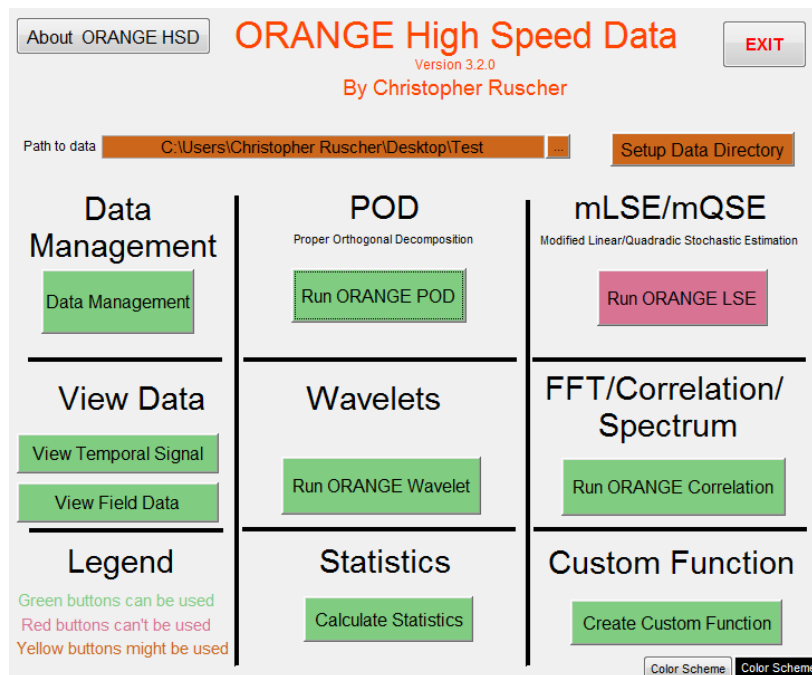 About ORANGE HSD
ORANGE High Speed Data
Version 3.2.0
By Christopher Ruscher
EXIT
Path to data
C:\Users\Christopher Ruscher\Desktop\Test
...
Setup Data Directory
Data
Management
Data Management
POD
Proper Orthogonal Decomposition
Run ORANGE POD
mLSE/mQSE
Modified Linear/Quadradic Stochastic Estimation
Run ORANGE LSE
View Data
View Temporal Signal
View Field Data
Wavelets
Run ORANGE Wavelet
FFT/Correlation/
Spectrum
Run ORANGE Correlation
Legend
Green buttons can be used
Red buttons can't be used
Yellow buttons might be used
Statistics
Calculate Statistics
Custom Function
Create Custom Function
Color Scheme
Color Scheme